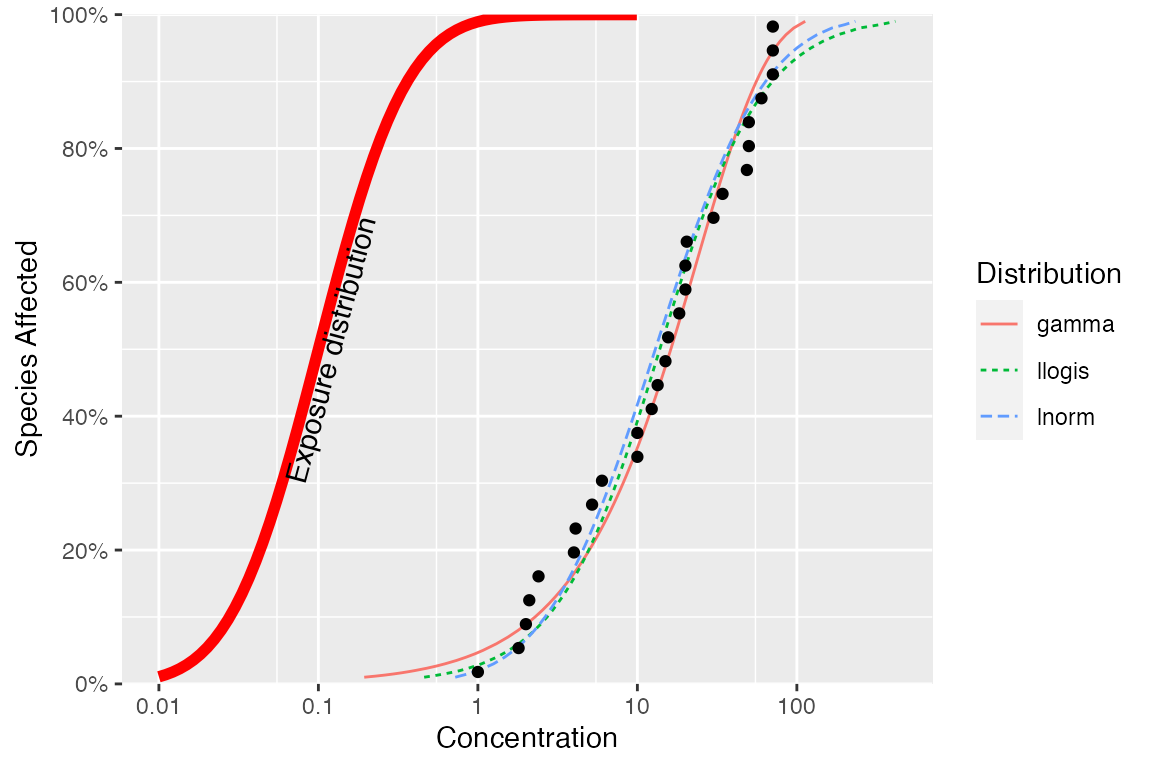 100%
80%
60%
40%
20%
0%
Species Affected
Exposure distribution
0.01 0.1 1 10 100
Concentration
Distribution
gamma
llogis
lnorm